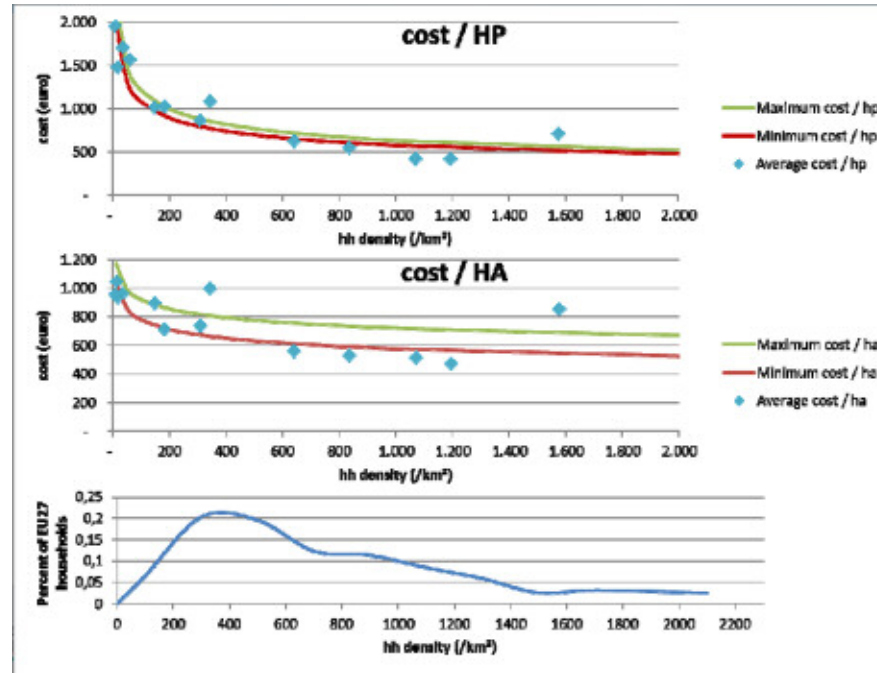 cost / HP
2.000
1.500
1.000
500
-
cost (euro)
- 200 400 600 800 1.000 1.200 1.400 1.600 1.800 2.000
hh density (/km²)
Maximum cost / hp
Minimum cost / hp
Average cost / hp
cost / HA
1.200
1.000
800
600
400
200
-
cost (euro)
- 200 400 600 800 1.000 1.200 1.400 1.600 1.800 2.000
hh density (/km²)
Maximum cost / ha
Minimum cost / ha
Average cost / ha
Percent of EU27
households
0,25
0,2
0,15
0,1
0,05
0
0 200 400 600 800 1000 1200 1400 1600 1800 2000 2200
hh density (/km²)